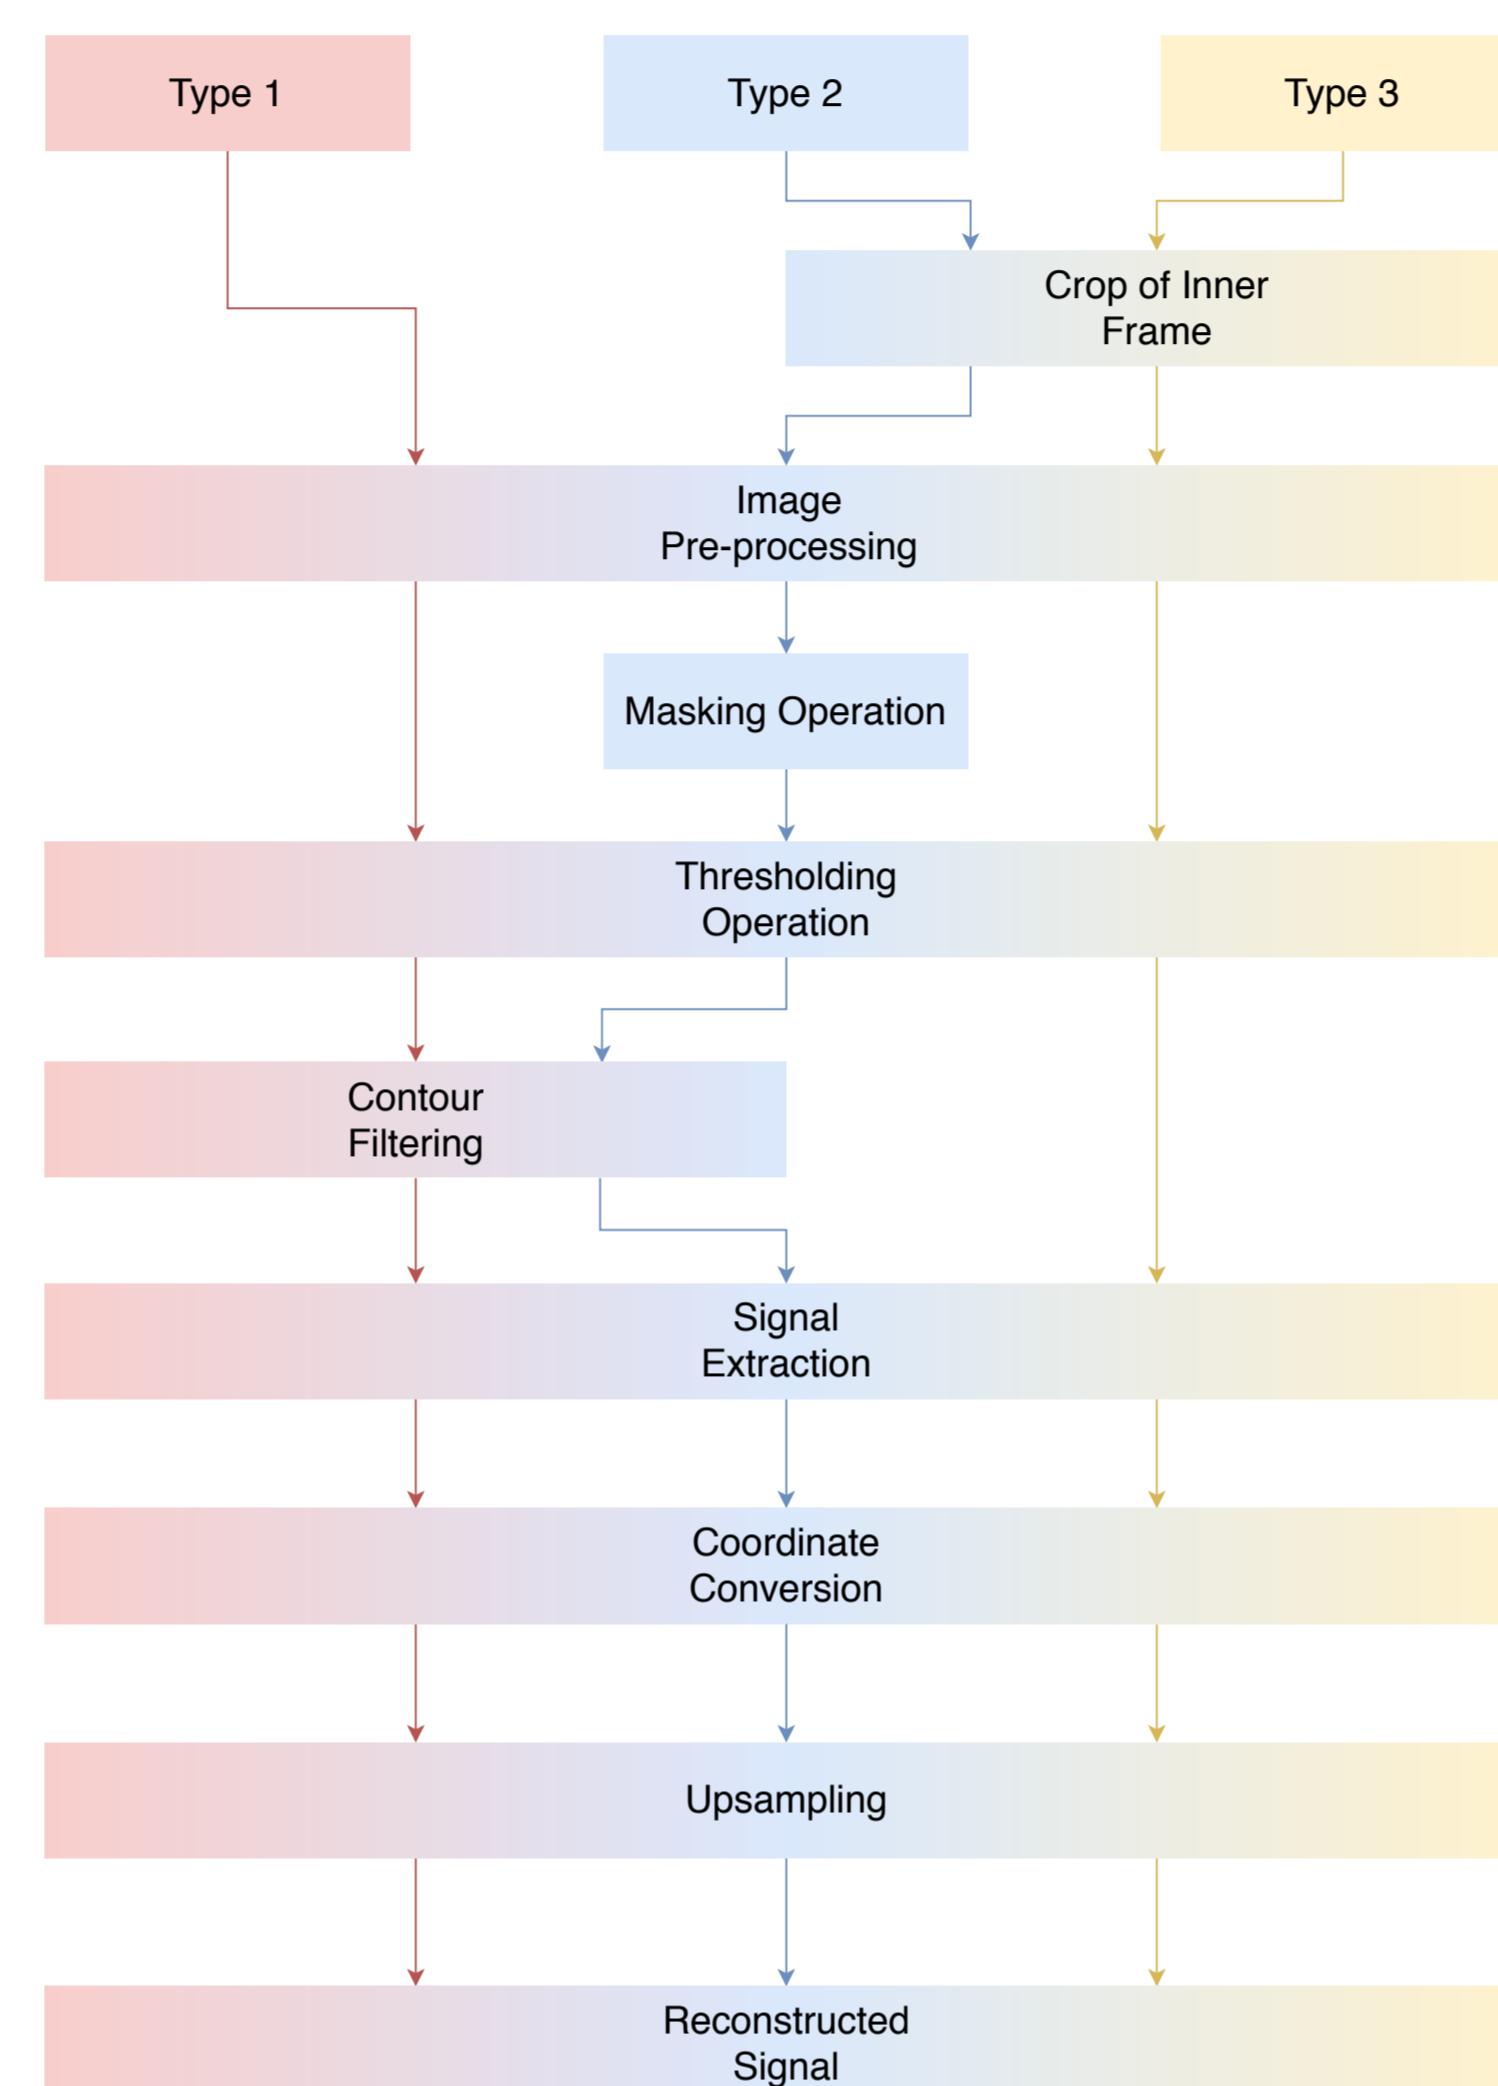 Type 1
Type 2
Type 3
Crop of Inner
Frame
Image
Pre-processing
Masking Operation
Thresholding
Operation
Contour
Filtering
Signal
Extraction
Coordinate
Conversion
Upsampling
Reconstructed
Signal